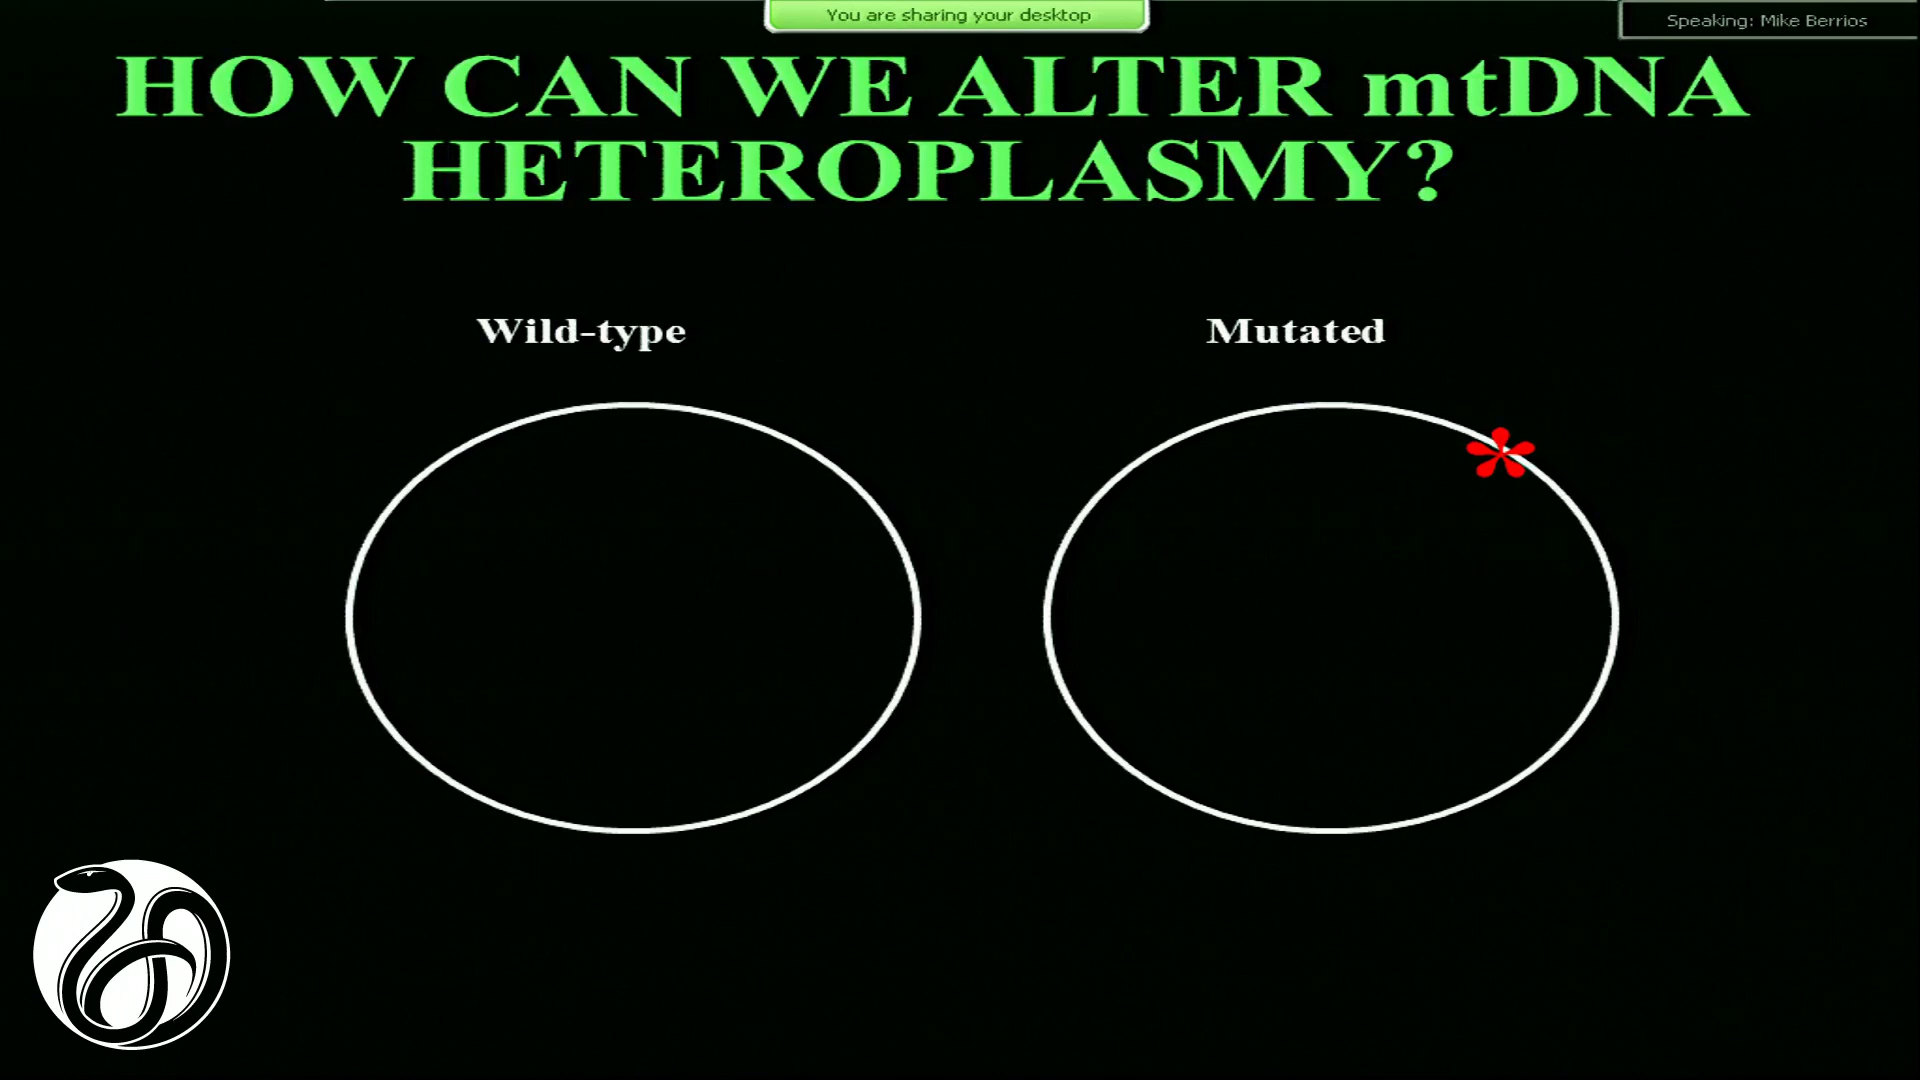 You are sharing your desktop
Speaking: Mike Berrios
HOW CAN WE ALTER mtDNA
HETEROPLASMY?
Wild-type
Mutated